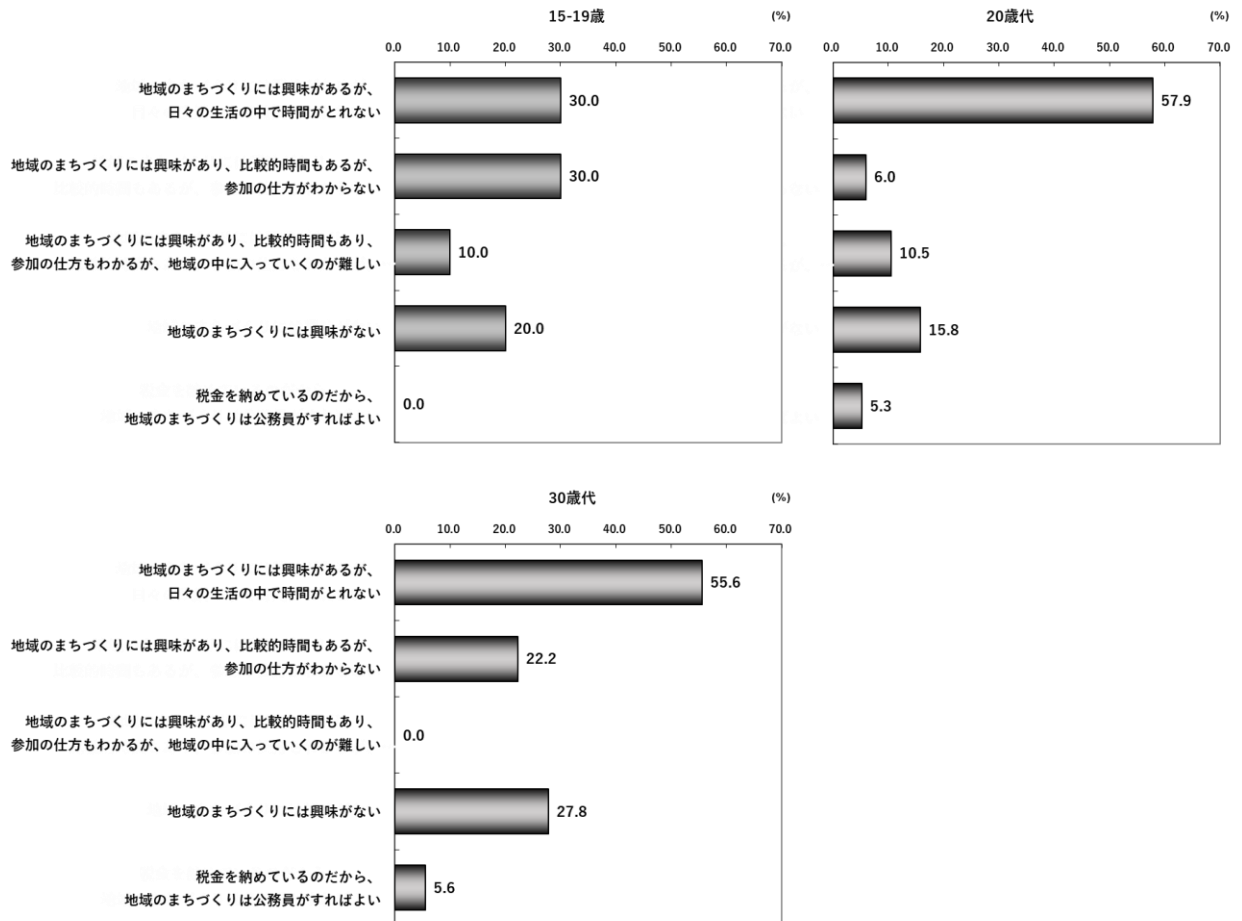 15-19歳 (%)
0.0 10.0 20.0 30.0 40.0 50.0 60.0 70.0
地域のまちづくりには興味があるが、
日々の生活の中で時間がとれない
30.0
地域のまちづくりには興味があり、比較的時間もあるが、
参加の仕方がわからない
30.0
地域のまちづくりには興味があり、比較的時間もあり、
参加の仕方もわかるが、地域の中に入っていくのが難しい
10.0
地域のまちづくりには興味がない
20.0
税金を納めているのだから、
地域のまちづくりは公務員がすればよい
0.0
20歳代 (%)
0.0 10.0 20.0 30.0 40.0 50.0 60.0 70.0
57.9
6.0
10.5
15.8
5.3
30歳代 (%)
0.0 10.0 20.0 30.0 40.0 50.0 60.0 70.0
地域のまちづくりには興味があるが、
日々の生活の中で時間がとれない
55.6
地域のまちづくりには興味があり、比較的時間もあるが、
参加の仕方がわからない
22.2
地域のまちづくりには興味があり、比較的時間もあり、
参加の仕方もわかるが、地域の中に入っていくのが難しい
0.0
地域のまちづくりには興味がない
27.8
税金を納めているのだから、
地域のまちづくりは公務員がすればよい
5.6